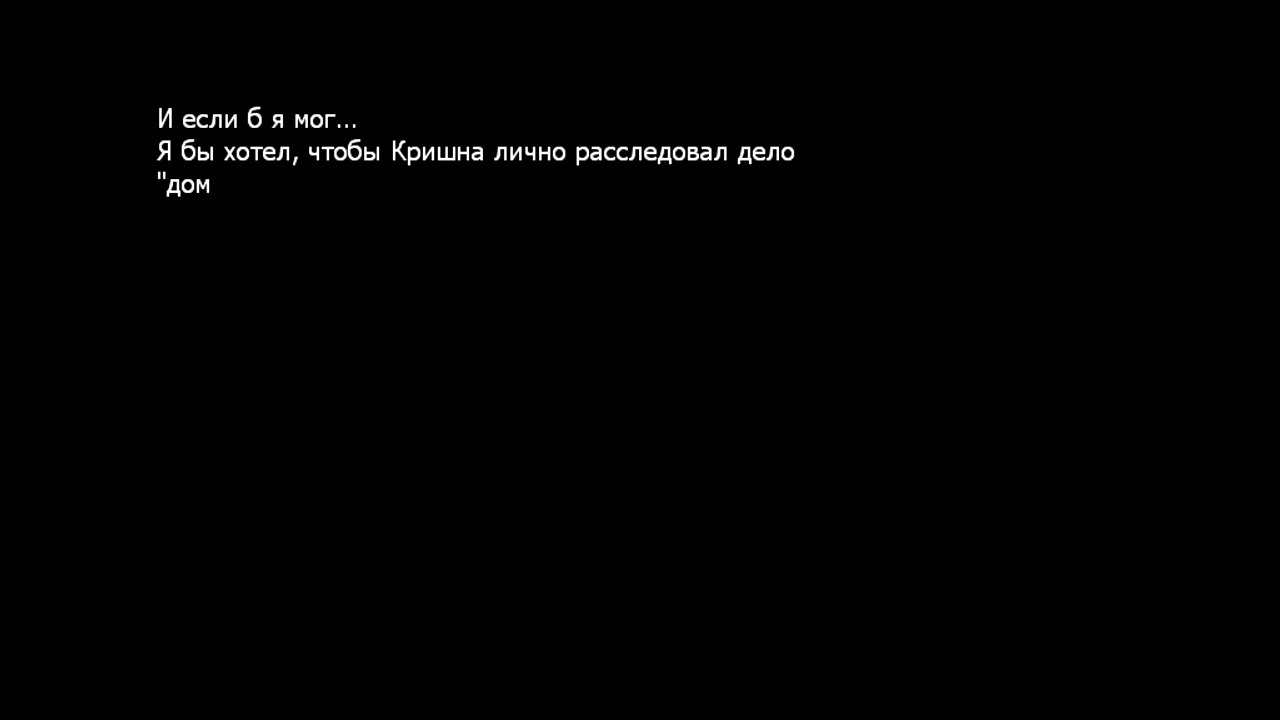 И если б я мог...
Я бы хотел, чтобы Кришна лично расследовал дело
"дом